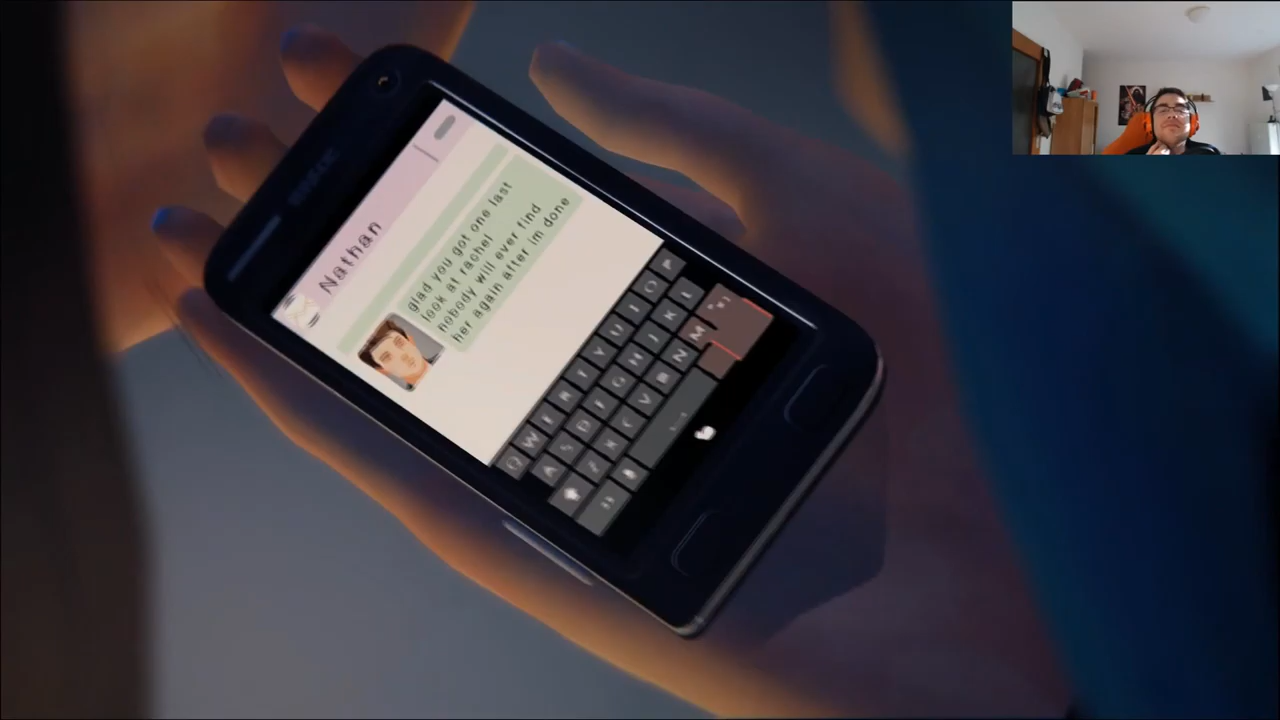 Nathan
glad you got one last
look at rachel
nobody will ever find
her again after im done